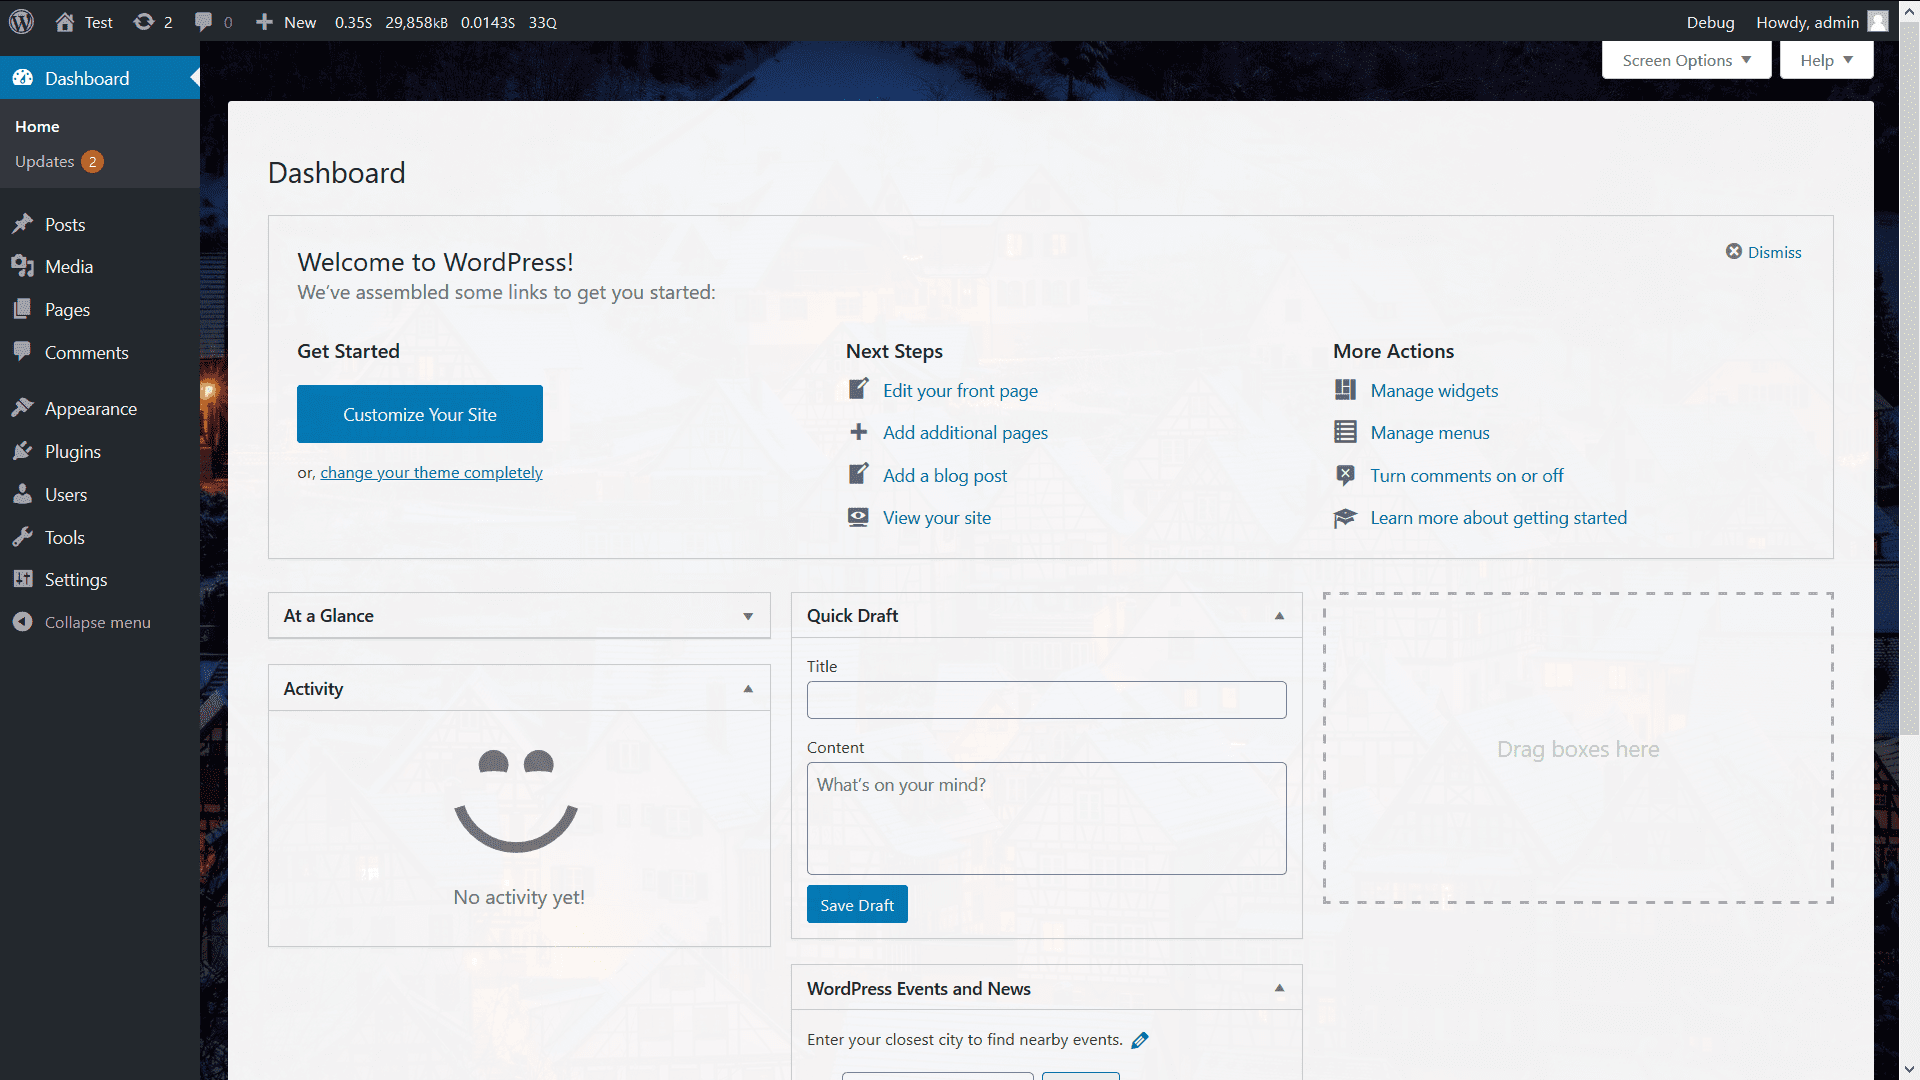 Test 2 0 New 0.35S 29,858KB 0.0143S 33Q Debug Howdy, admin
Screen Options Help
Dashboard
Home
Updates 2
Posts
Media
Pages
Comments
Appearance
Plugins
Users
Tools
Settings
Collapse menu
Dashboard
Welcome to WordPress!
Dismiss
We've assembled some links to get you started:
Get Started
Customize Your Site
or, change your theme completely
Next Steps
Edit your front page
Add additional pages
Add a blog post
View your site
More Actions
Manage widgets
Manage menus
Turn comments on or off
Learn more about getting started
At a Glance
Activity
No activity yet!
Quick Draft
Title
Content
What's on your mind?
Save Draft
WordPress Events and News
Enter your closest city to find nearby events.
Drag boxes here